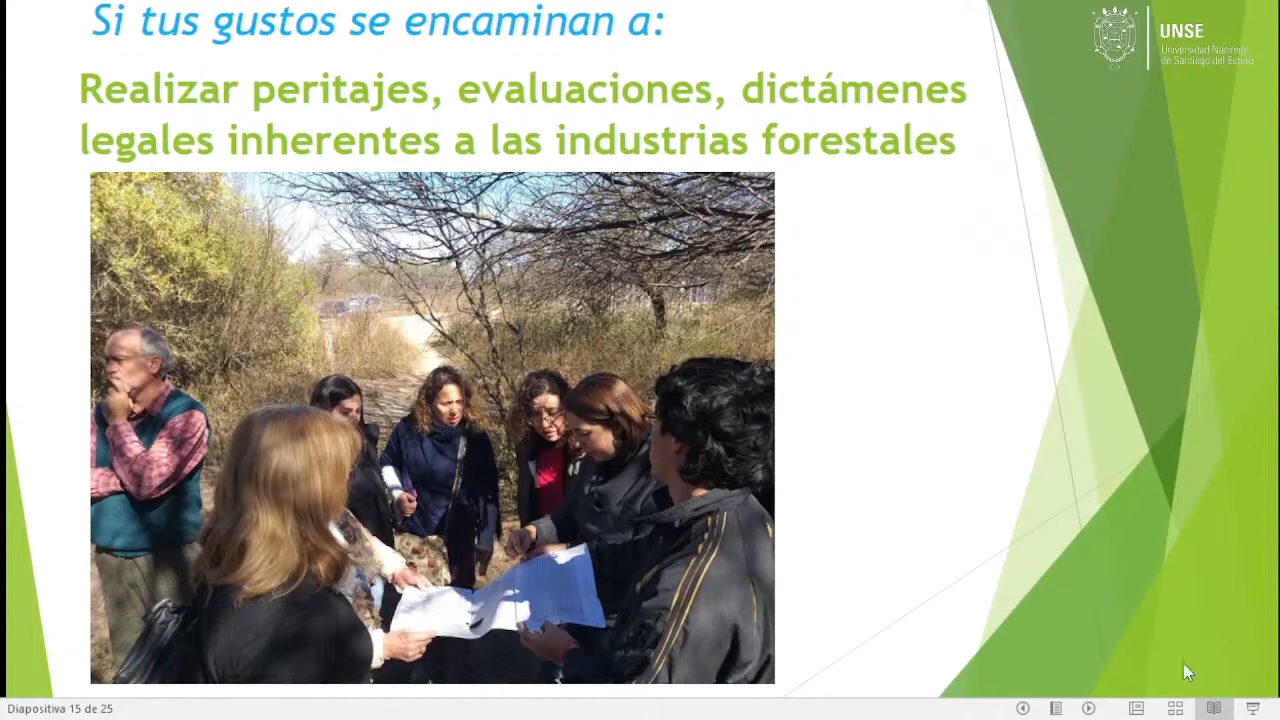 Si tus gustos se encaminan a:
UNSE
Universidad Nacional
de Santiago del Estero
Realizar peritajes, evaluaciones, dictámenes
legales inherentes a las industrias forestales
Diapositiva 15 de 25